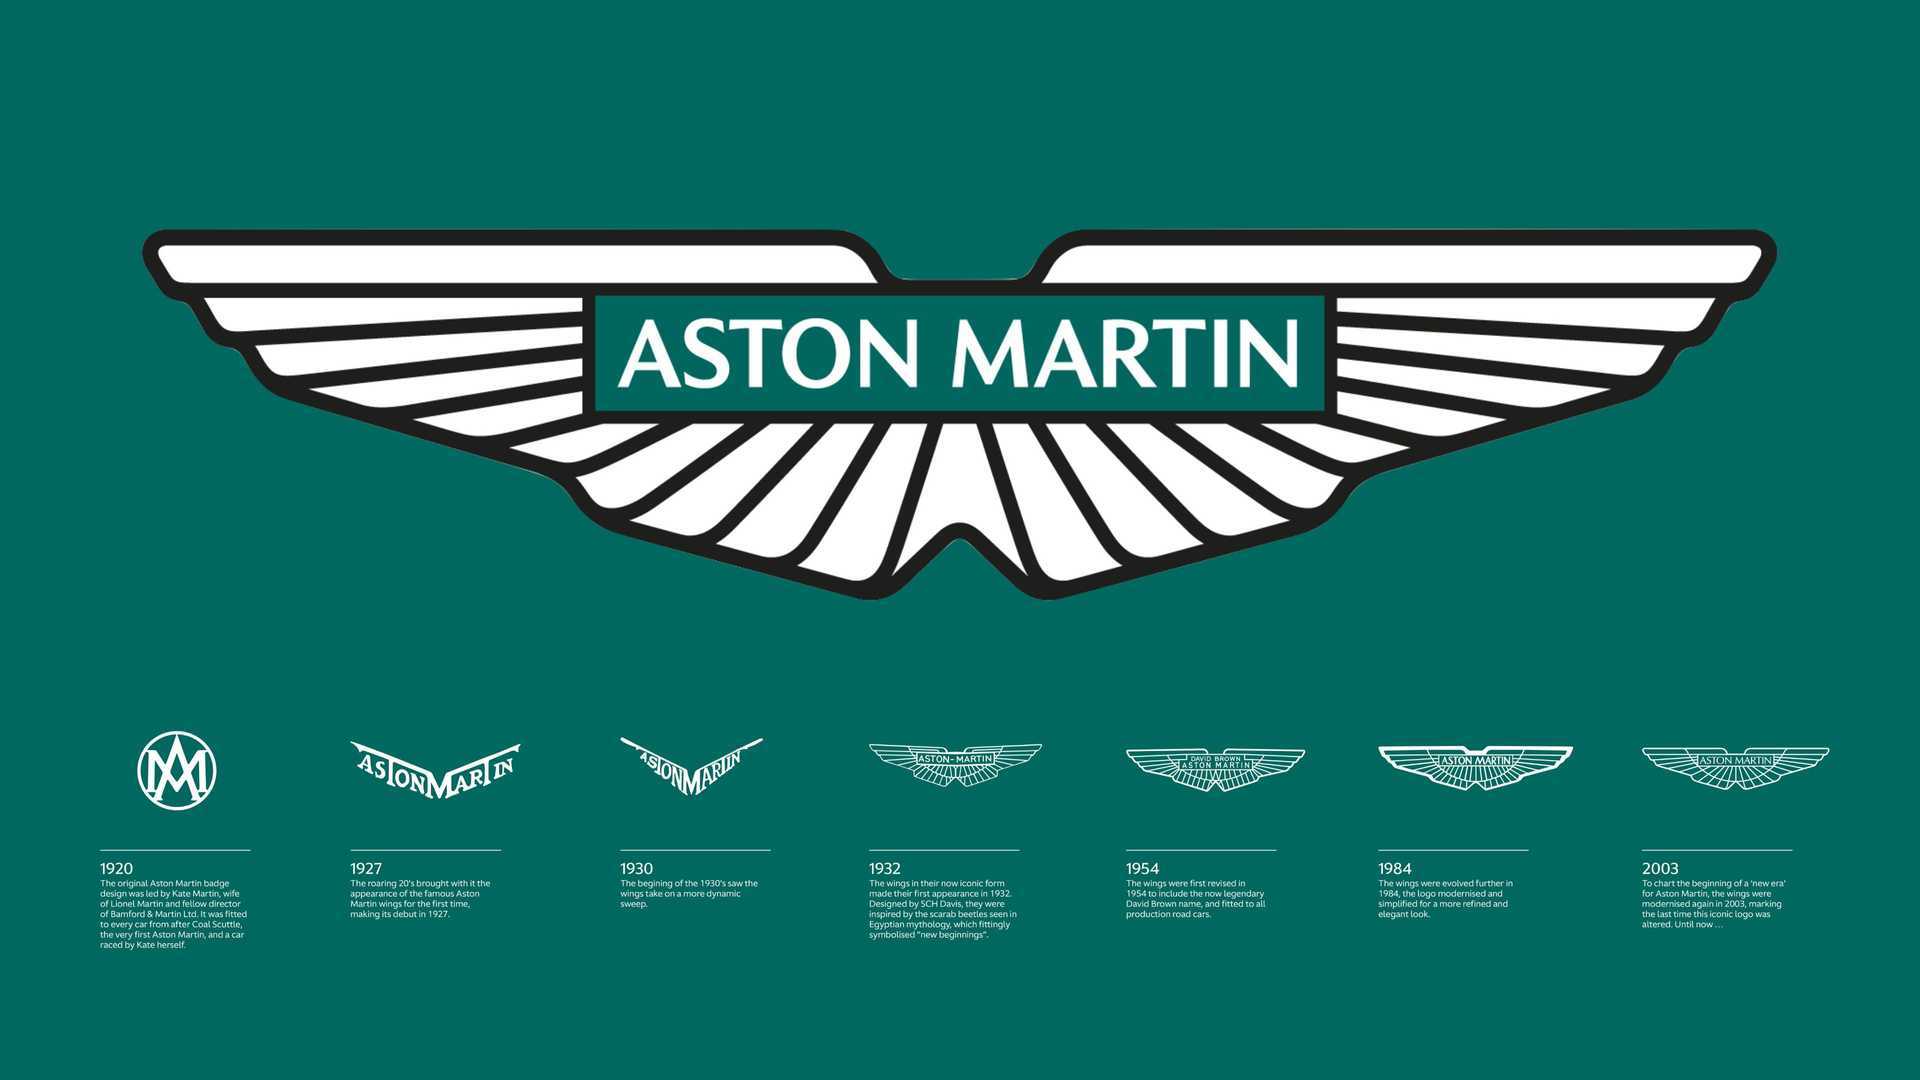 ASTON MARTIN
AM
ASTON MARTIN
ASTON MARTIN
ASTON-MARTIN
DAVID BROWN
ASTON MARTIN
ASTON MARTIN
ASTON MARTIN
1920
The original Aston Martin badge
design was led by Kate Martin, wife
of Lionel Martin and fellow director
of Bamford & Martin Ltd. It was fitted
to every car from after Coal Scuttle,
the very first Aston Martin, and a car
raced by Kate herself.
1927
The roaring 20's brought with it the
appearance of the famous Aston
Martin wings for the first time,
making its debut in 1927.
1930
The begining of the 1930's saw the
wings take on a more dynamic
sweep.
1932
The wings in their now iconic form
made their first appearance in 1932.
Designed by SCH Davis, they were
inspired by the scarab beetles seen in
Egyptian mythology, which fittingly
symbolised "new beginnings".
1954
The wings were first revised in
1954 to include the now legendary
David Brown name, and fitted to all
production road cars.
1984
The wings were evolved further in
1984, the logo modernised and
simplified for a more refined and
elegant look.
2003
To chart the beginning of a 'new era'
for Aston Martin, the wings were
modernised again in 2003, marking
the last time this iconic logo was
altered. Until now ...